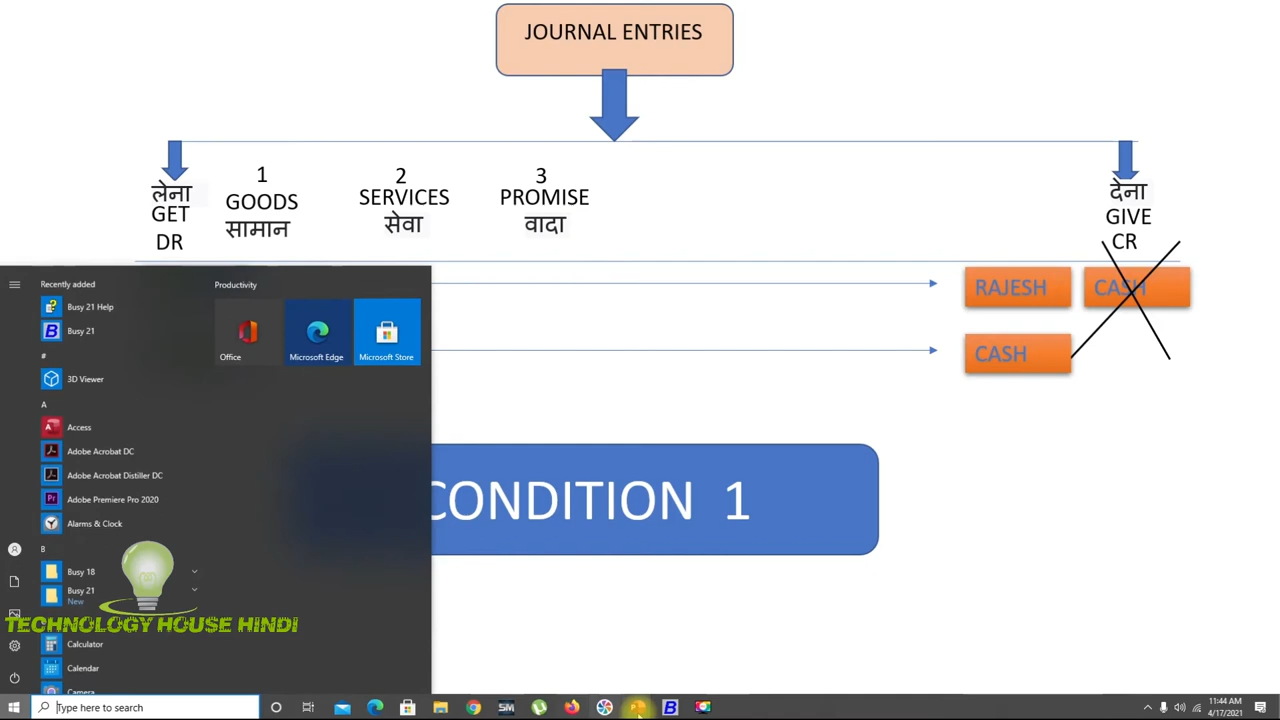 JOURNAL ENTRIES
लेना
GET
DR
1
GOODS
सामान
2
SERVICES
सेवा
3
PROMISE
वादा
देना
GIVE
CR
RAJESH
CASH
CASH
CONDITION 1
Recently added
Busy 21 Help
Busy 21
#
3D Viewer
A
Access
Adobe Acrobat DC
Adobe Acrobat Distiller DC
Adobe Premiere Pro 2020
Alarms & Clock
B
Busy 18
Busy 21
New
Calculator
Calendar
Camera
Productivity
Office
Microsoft Edge
Microsoft Store
TECHNOLOGY HOUSE HINDI
Type here to search
SM
B
11:44 AM
4/17/2021